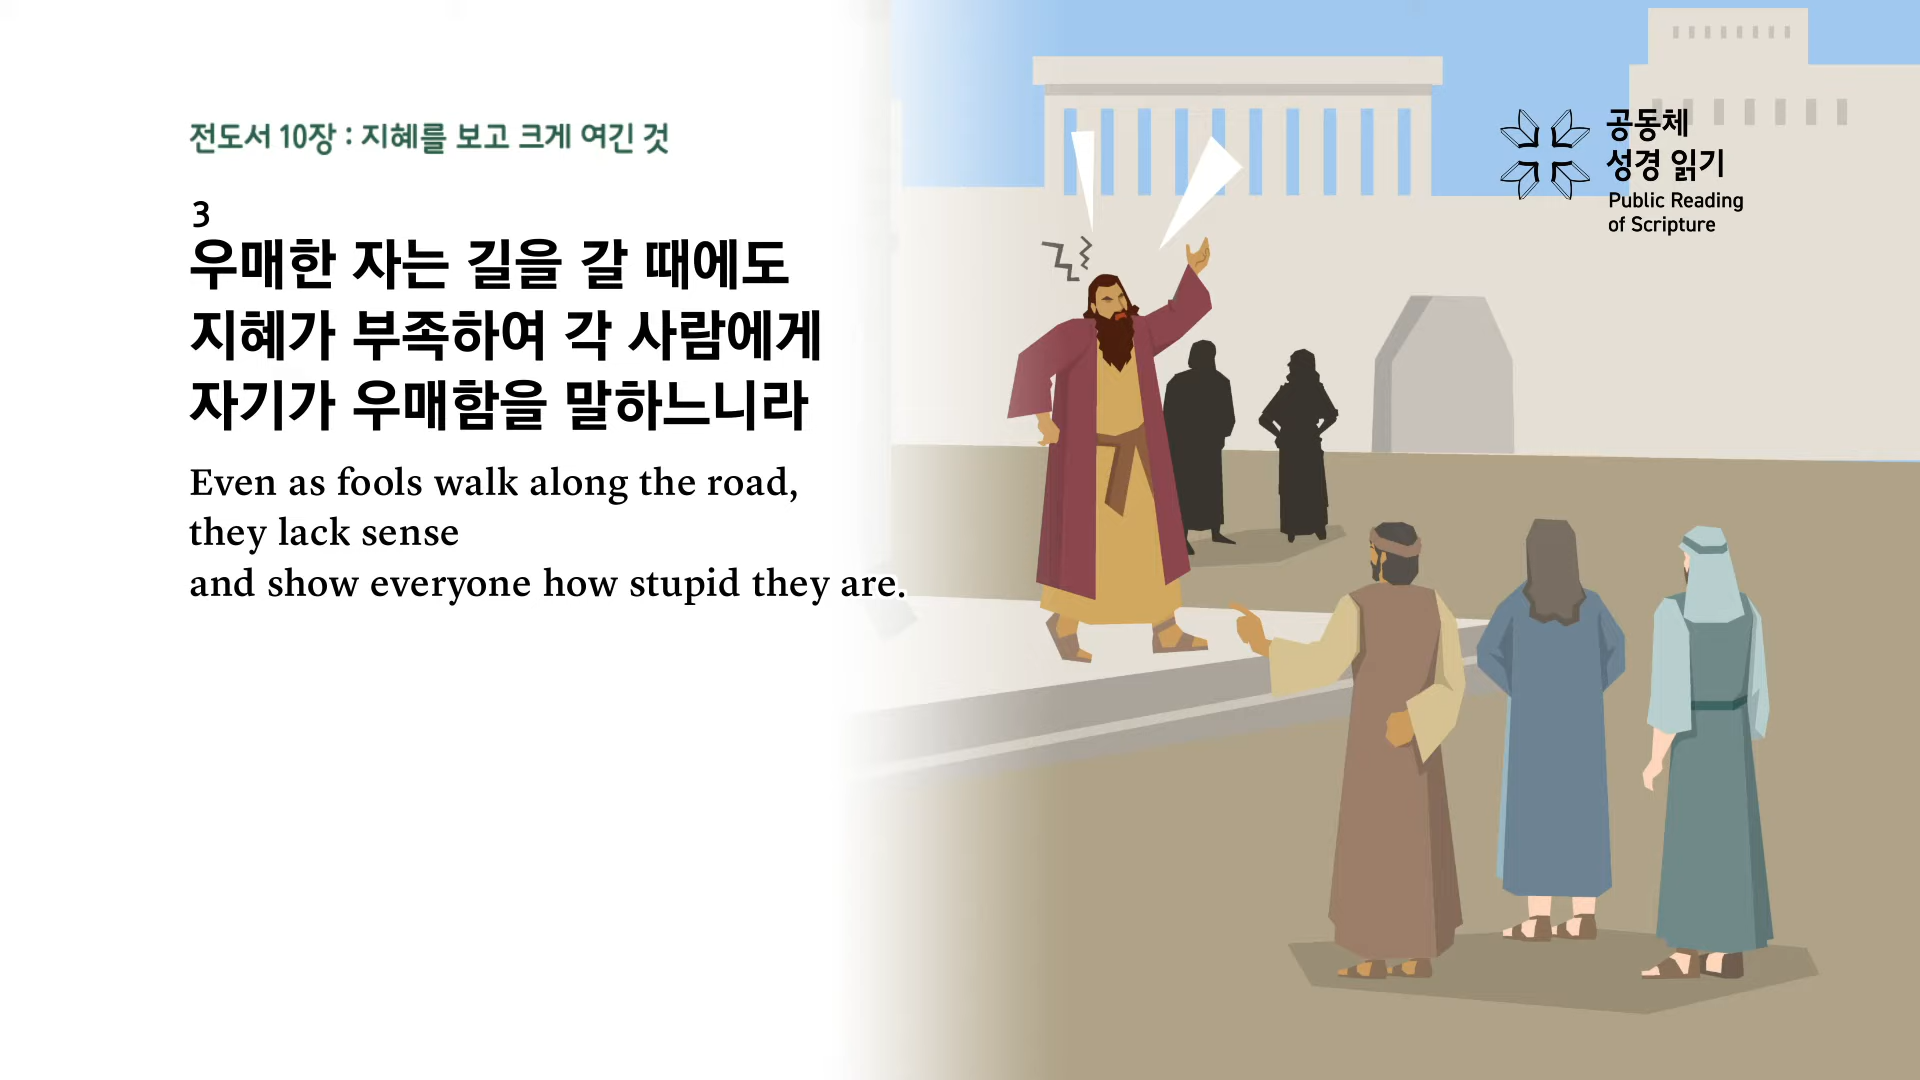 전도서 10장 : 지혜를 보고 크게 여긴 것
3
우매한 자는 길을 갈 때에도
지혜가 부족하여 각 사람에게
자기가 우매함을 말하느니라
Even as fools walk along the road,
they lack sense
and show everyone how stupid they are.
공동체
성경 읽기
Public Reading
of Scripture